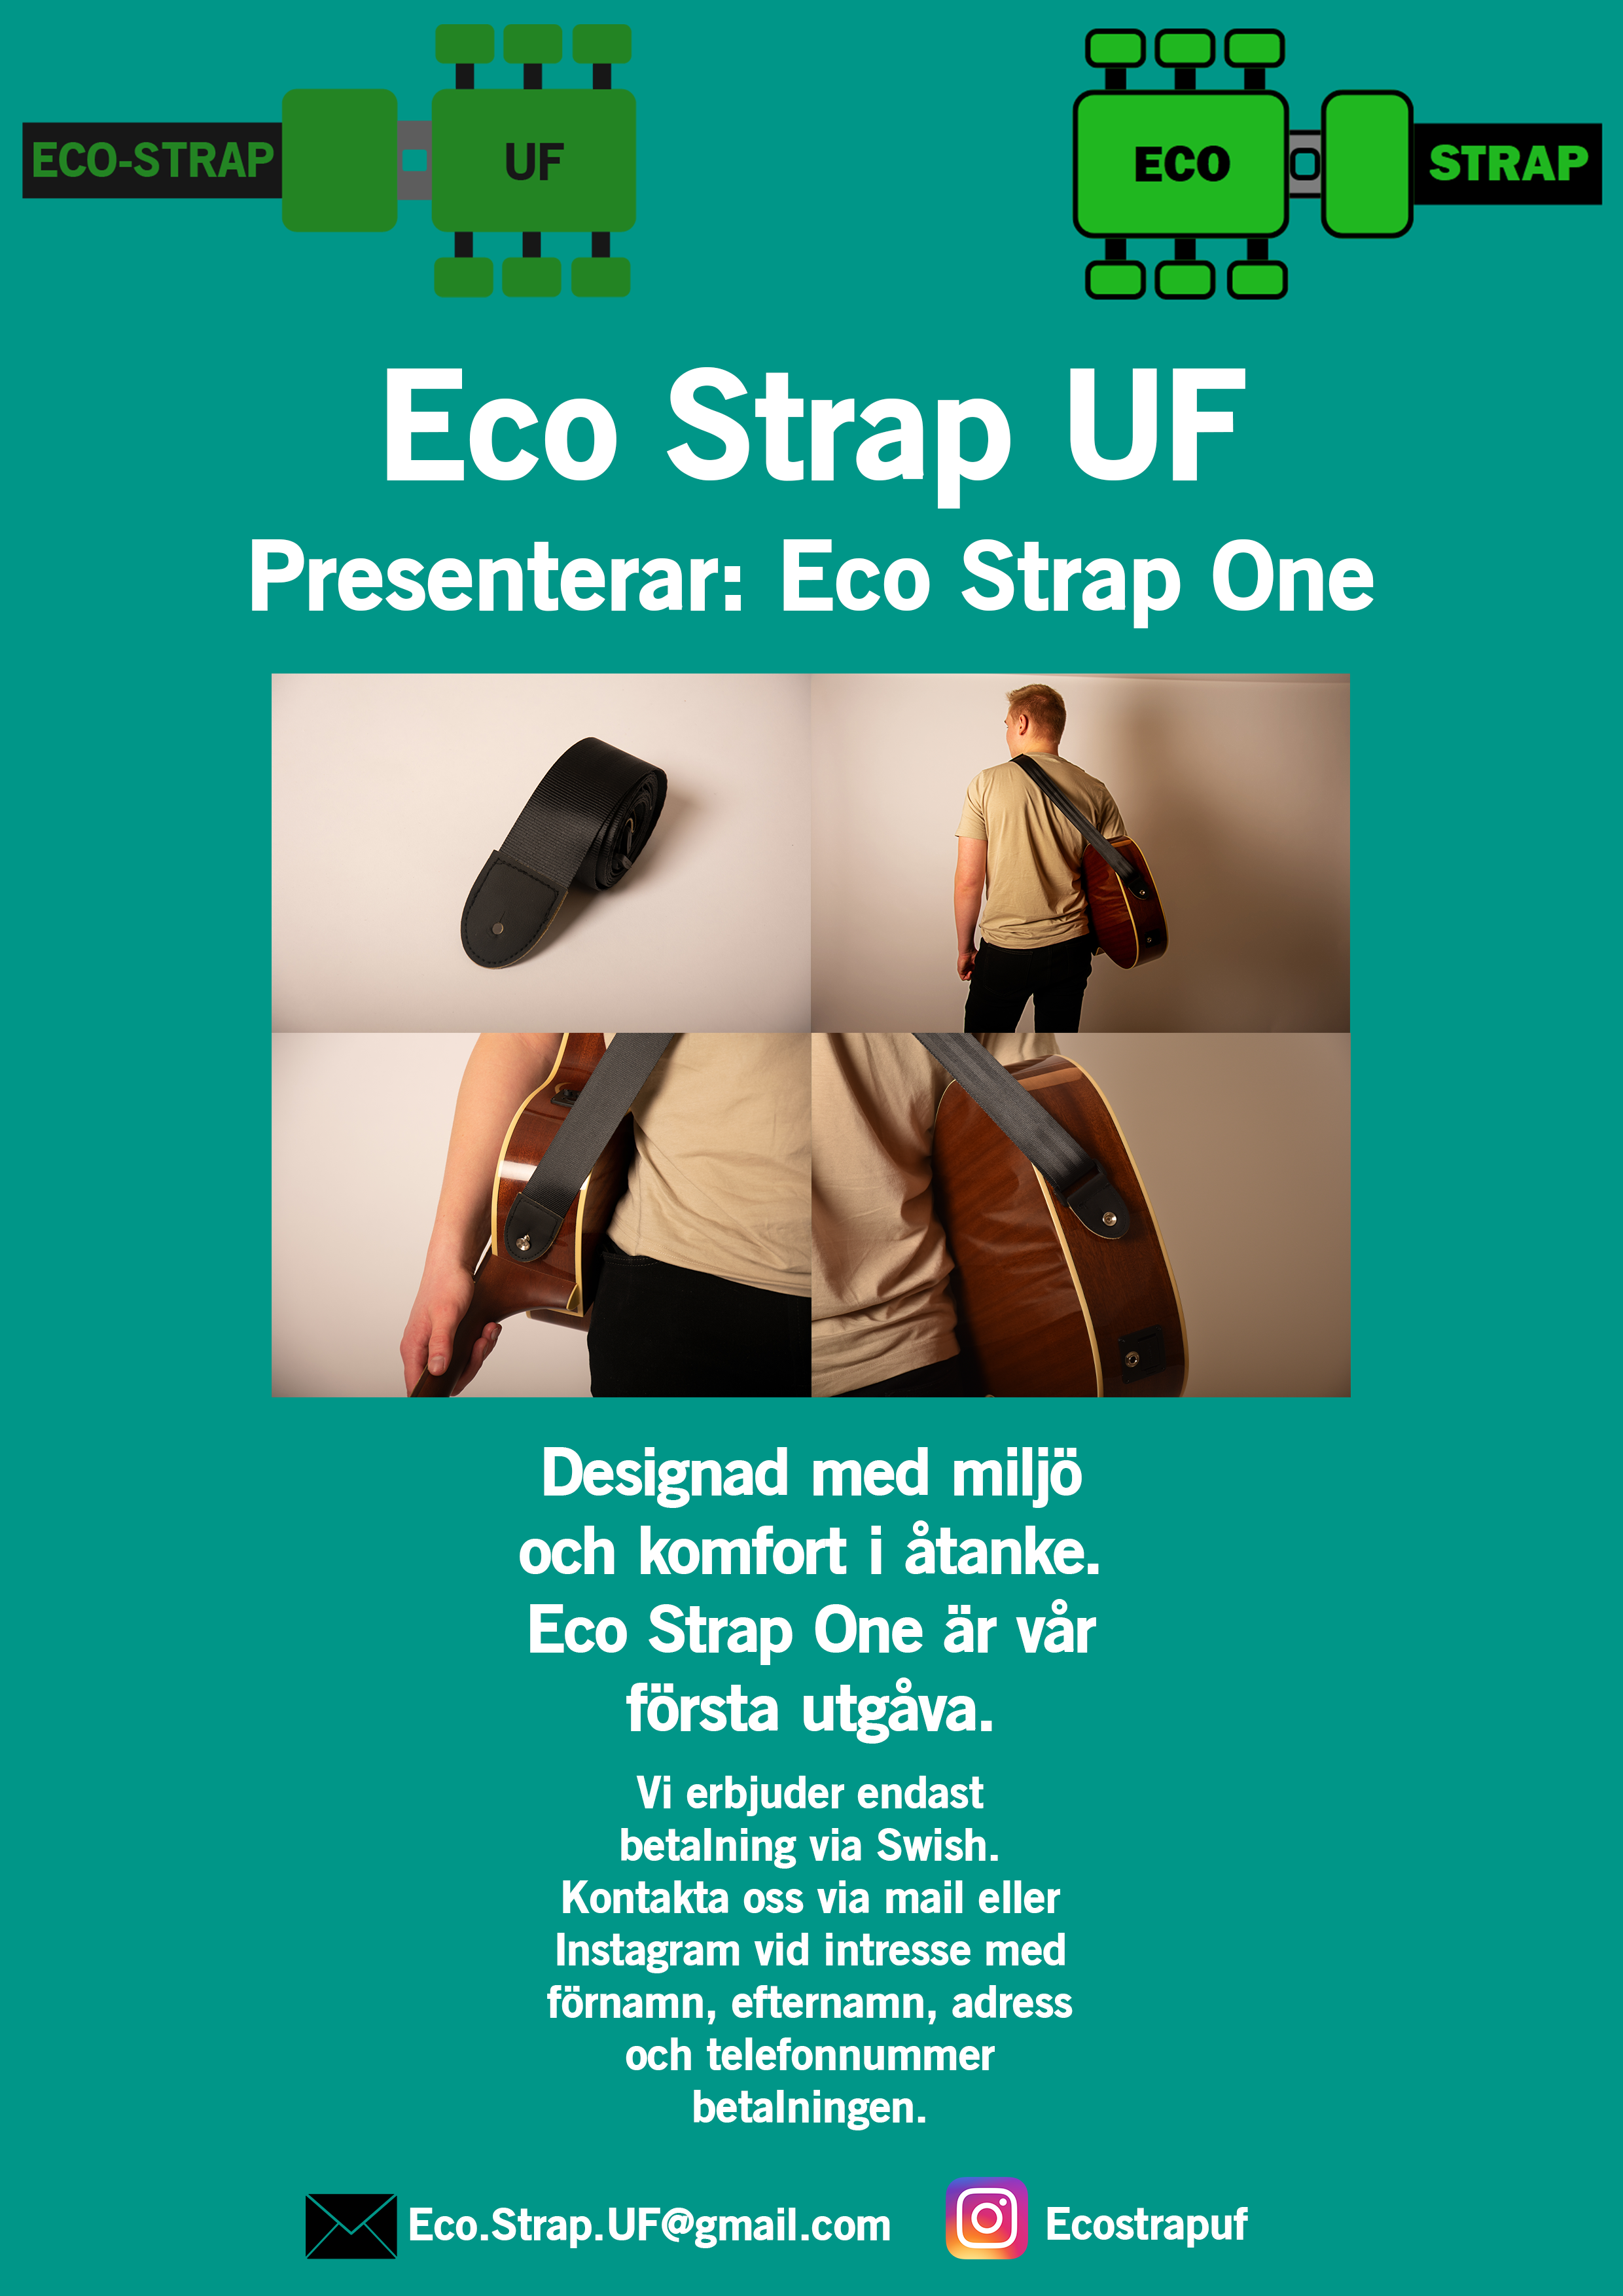 ECO-STRAP UF
ECO STRAP
Eco Strap UF
Presenterar: Eco Strap One
Designad med miljö
och komfort i åtanke.
Eco Strap One är vår
första utgåva.
Vi erbjuder endast
betalning via Swish.
Kontakta oss via mail eller
Instagram vid intresse med
förnamn, efternamn, adress
och telefonnummer
betalningen.
Eco.Strap.UF@gmail.com
Ecostrapuf